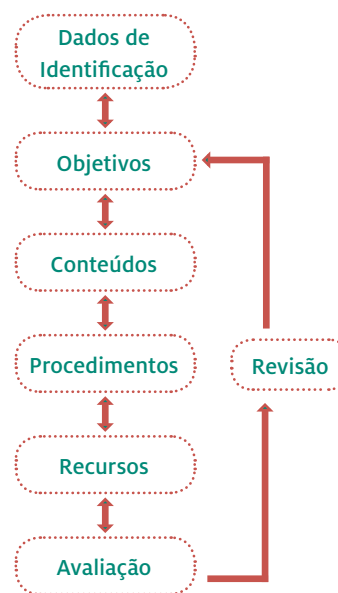 Dados de
Identificação
Objetivos
Conteúdos
Procedimentos
Revisão
Recursos
Avaliação